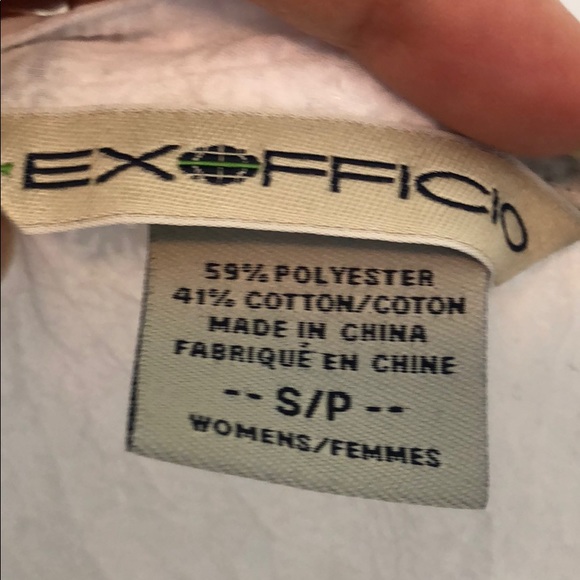 EXOFFICIO
59% POLYESTER
41% COTTON/COTON
MADE IN CHINA
FABRIQUÉ EN CHINE
-- S/P --
WOMENS/FEMMES